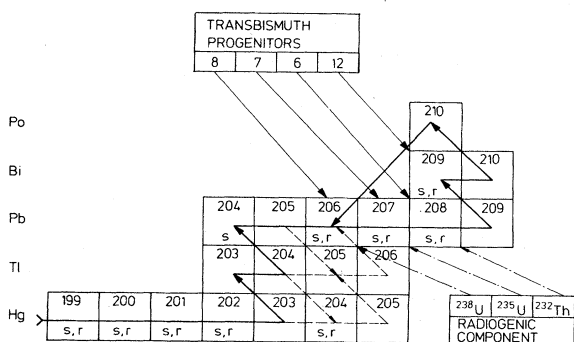 TRANSBISMUTH
PROGENITORS
8 7 6 12
Po 210
Bi 209 210
s,r
Pb 204 205 206 207 208 209
s s,r s,r s,r
Tl 203 204 205 206
s,r
Hg 199 200 201 202 203 204 205
s,r s,r s,r s,r s,r
238U 235U 232Th
RADIOGENIC
COMPONENT